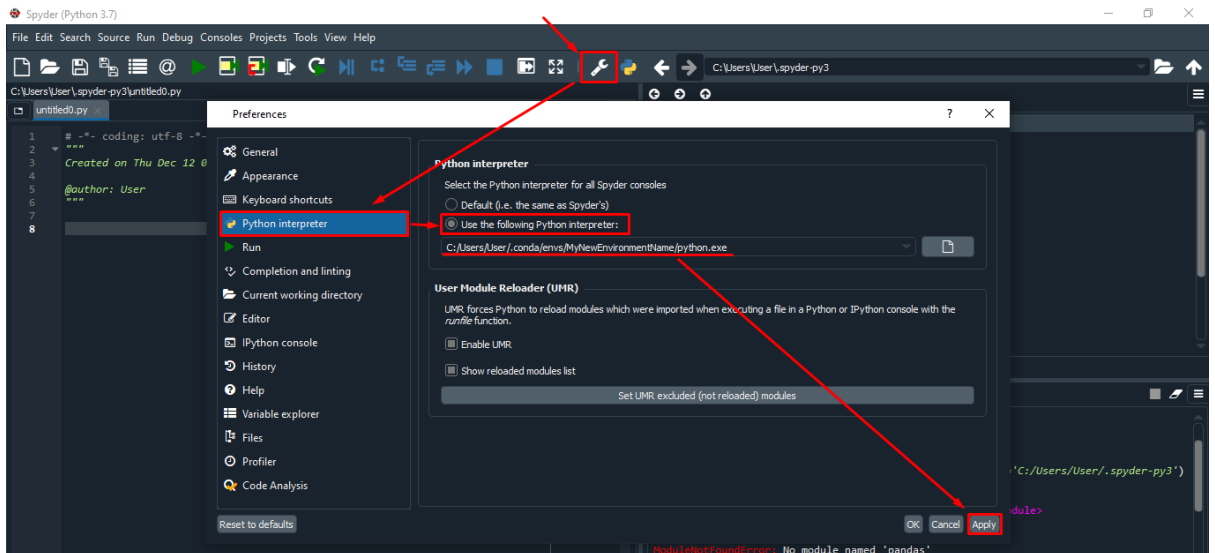 Spyder (Python 3.7)
File Edit Search Source Run Debug Consoles Projects Tools View Help
C:\Users\User\.spyder-py3
C:\Users\User\.spyder-py3\untitled0.py
untitled0.py
1 # -*- coding: utf-8 -*-
2 """
3 Created on Thu Dec 12 0
4
5 @author: User
6 """
7
8
Preferences
General
Appearance
Keyboard shortcuts
Python interpreter
Run
Completion and linting
Current working directory
Editor
IPython console
History
Help
Variable explorer
Files
Profiler
Code Analysis
Reset to defaults
Python interpreter
Select the Python interpreter for all Spyder consoles
Default (i.e. the same as Spyder's)
Use the following Python interpreter:
C:/Users/User/.conda/envs/MyNewEnvironmentName/python.exe
User Module Reloader (UMR)
UMR forces Python to reload modules which were imported when executing a file in a Python or IPython console with the
runfile function.
Enable UMR
Show reloaded modules list
Set UMR excluded (not reloaded) modules
OK Cancel Apply
='C:/Users/User/.spyder-py3')
dule>
ModuleNotFoundError: No module named 'pandas'